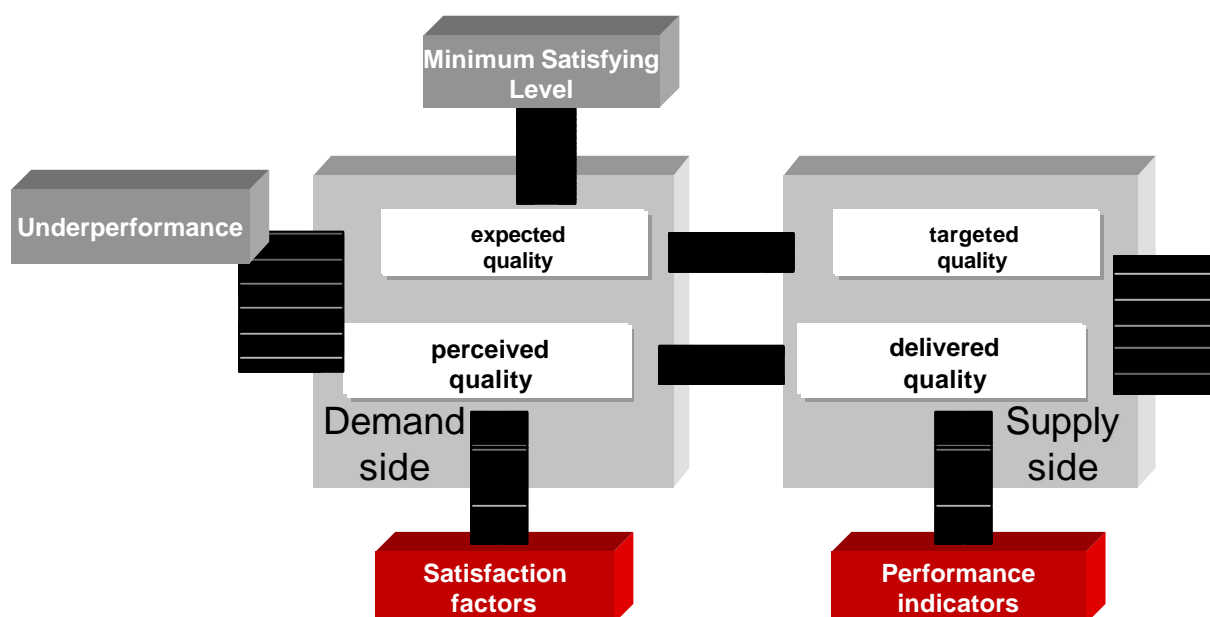 Minimum Satisfying
Level
Underperformance
expected
quality
targeted
quality
perceived
quality
delivered
quality
Demand
side
Supply
side
Satisfaction
factors
Performance
indicators